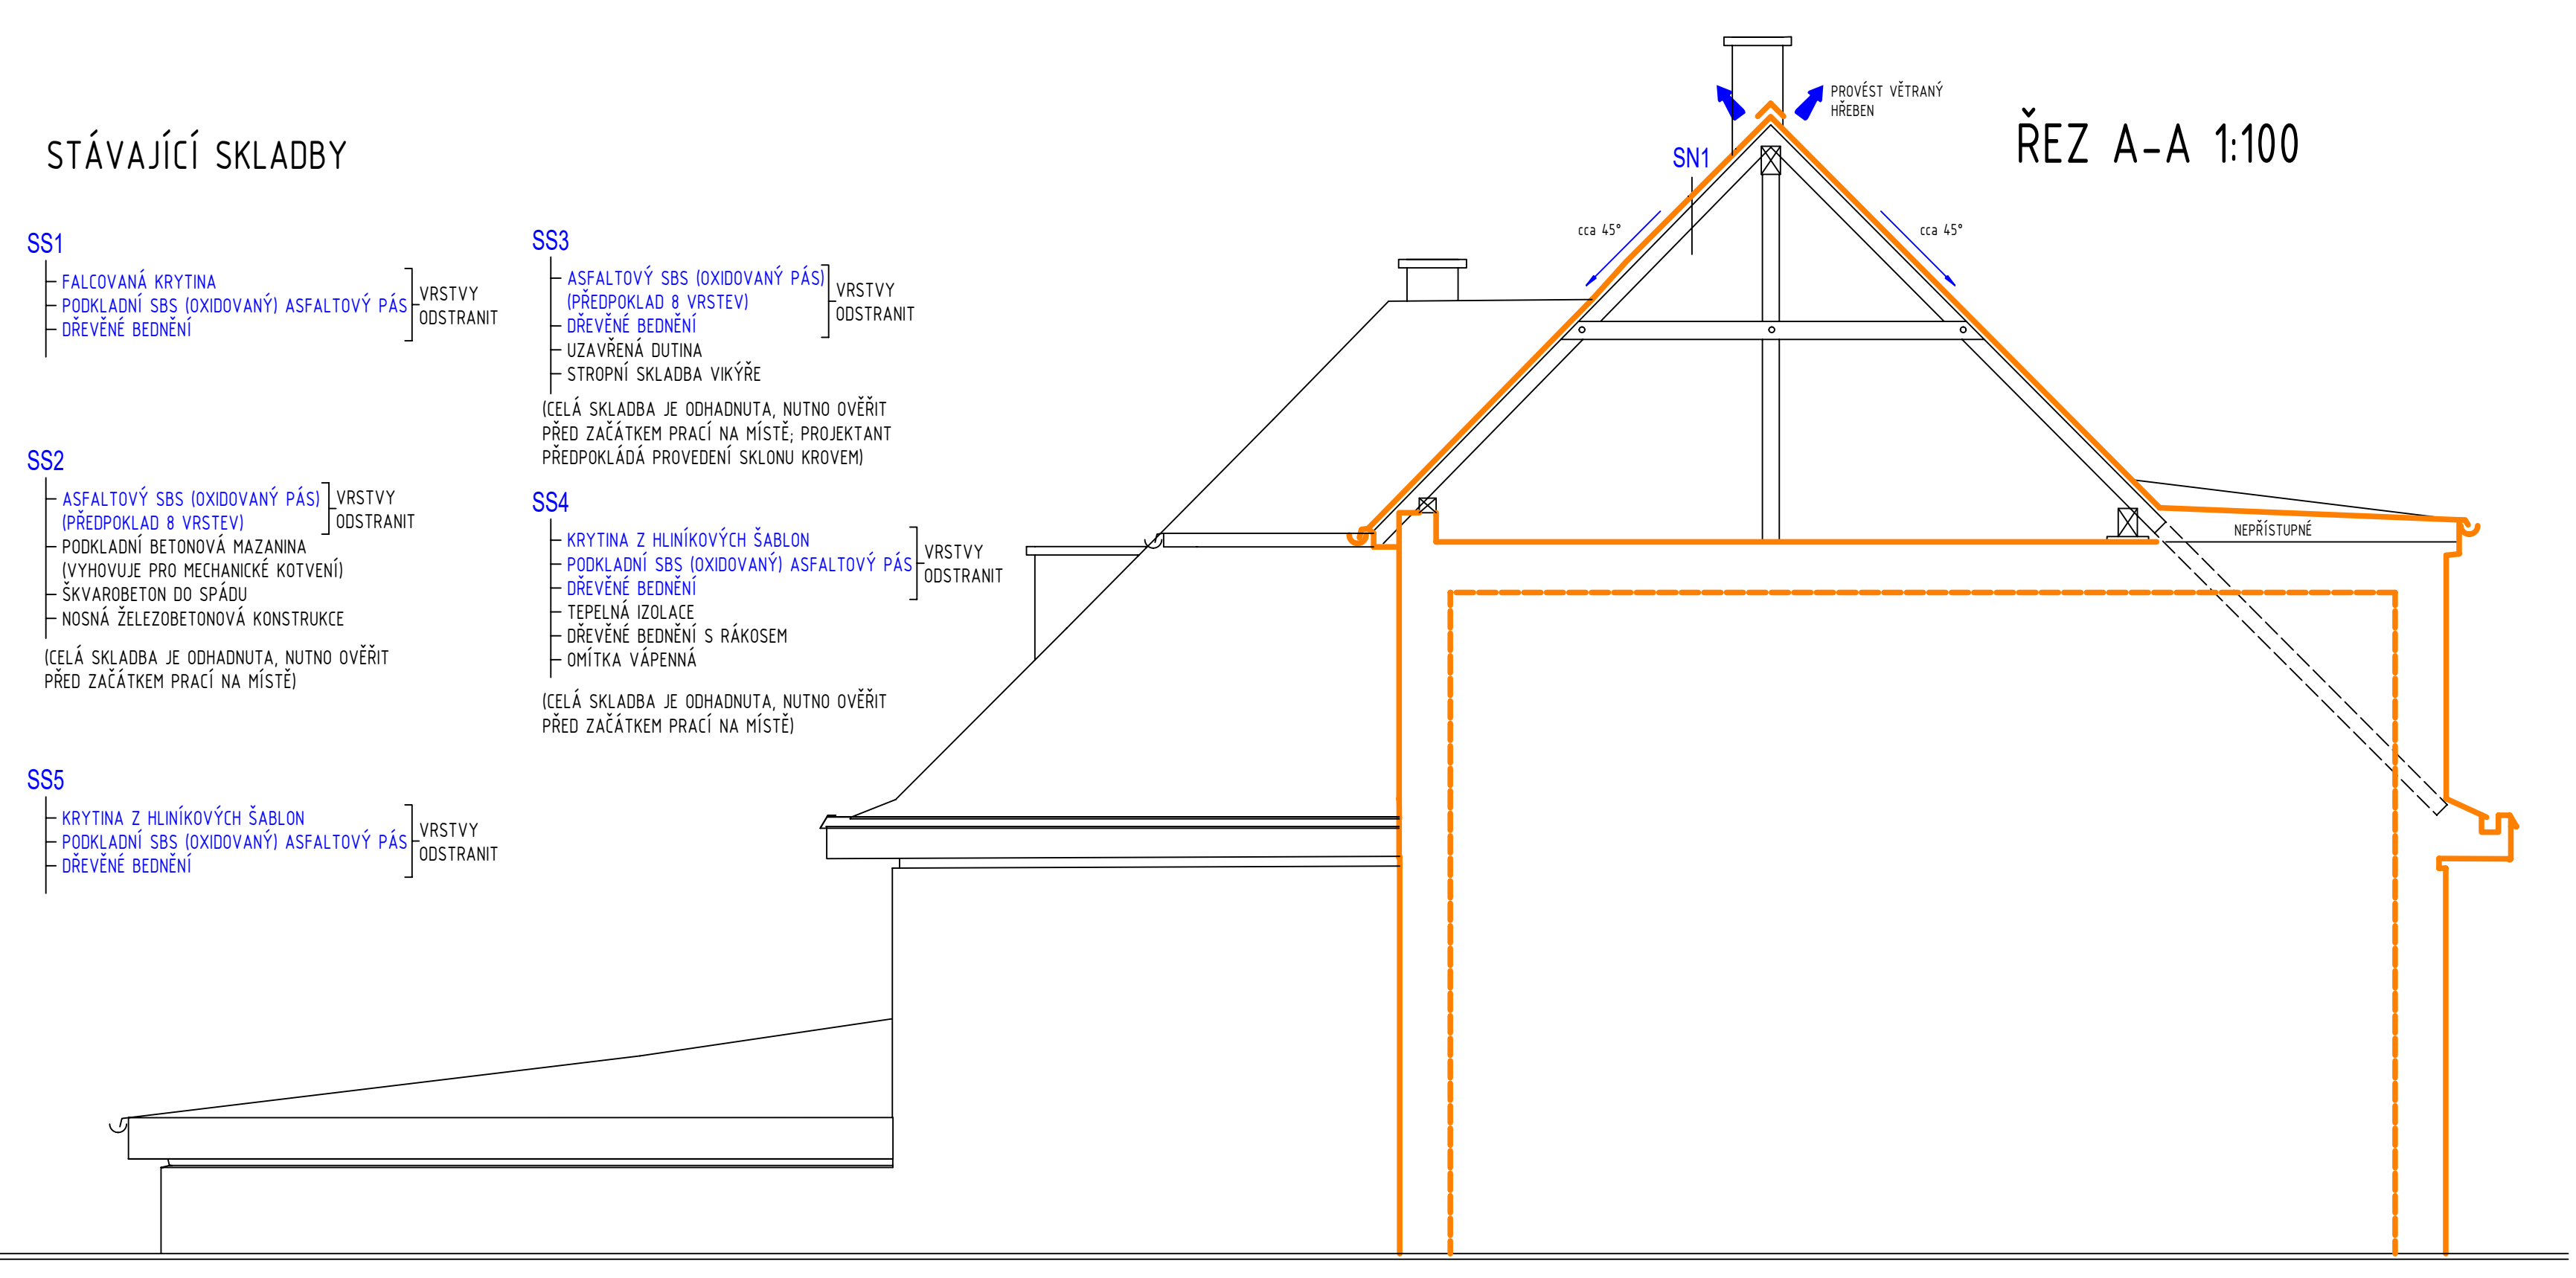 STÁVAJÍCÍ SKLADBY
SS1
FALCOVANÁ KRYTINA
PODKLADNÍ SBS (OXIDOVANÝ) ASFALTOVÝ PÁS
DŘEVĚNÉ BEDNĚNÍ
VRSTVY
ODSTRANIT
SS2
ASFALTOVÝ SBS (OXIDOVANÝ PÁS)
(PŘEDPOKLAD 8 VRSTEV)
VRSTVY
ODSTRANIT
PODKLADNÍ BETONOVÁ MAZANINA
(VYHOVUJE PRO MECHANICKÉ KOTVENÍ)
ŠKVAROBETON DO SPÁDU
NOSNÁ ŽELEZOBETONOVÁ KONSTRUKCE
(CELÁ SKLADBA JE ODHADNUTA, NUTNO OVĚŘIT
PŘED ZAČÁTKEM PRACÍ NA MÍSTĚ)
SS5
KRYTINA Z HLINÍKOVÝCH ŠABLON
PODKLADNÍ SBS (OXIDOVANÝ) ASFALTOVÝ PÁS
DŘEVĚNÉ BEDNĚNÍ
VRSTVY
ODSTRANIT
SS3
ASFALTOVÝ SBS (OXIDOVANÝ PÁS)
(PŘEDPOKLAD 8 VRSTEV)
DŘEVĚNÉ BEDNĚNÍ
VRSTVY
ODSTRANIT
UZAVŘENÁ DUTINA
STROPNÍ SKLADBA VIKÝŘE
(CELÁ SKLADBA JE ODHADNUTA, NUTNO OVĚŘIT
PŘED ZAČÁTKEM PRACÍ NA MÍSTĚ; PROJEKTANT
PŘEDPOKLÁDÁ PROVEDENÍ SKLONU KROVEM)
SS4
KRYTINA Z HLINÍKOVÝCH ŠABLON
PODKLADNÍ SBS (OXIDOVANÝ) ASFALTOVÝ PÁS
DŘEVĚNÉ BEDNĚNÍ
VRSTVY
ODSTRANIT
TEPELNÁ IZOLACE
DŘEVĚNÉ BEDNĚNÍ S RÁKOSEM
OMÍTKA VÁPENNÁ
(CELÁ SKLADBA JE ODHADNUTA, NUTNO OVĚŘIT
PŘED ZAČÁTKEM PRACÍ NA MÍSTĚ)
PROVÉST VĚTRANÝ
HŘEBEN
ŘEZ A-A 1:100
SN1
cca 45°
cca 45°
NEPŘÍSTUPNÉ